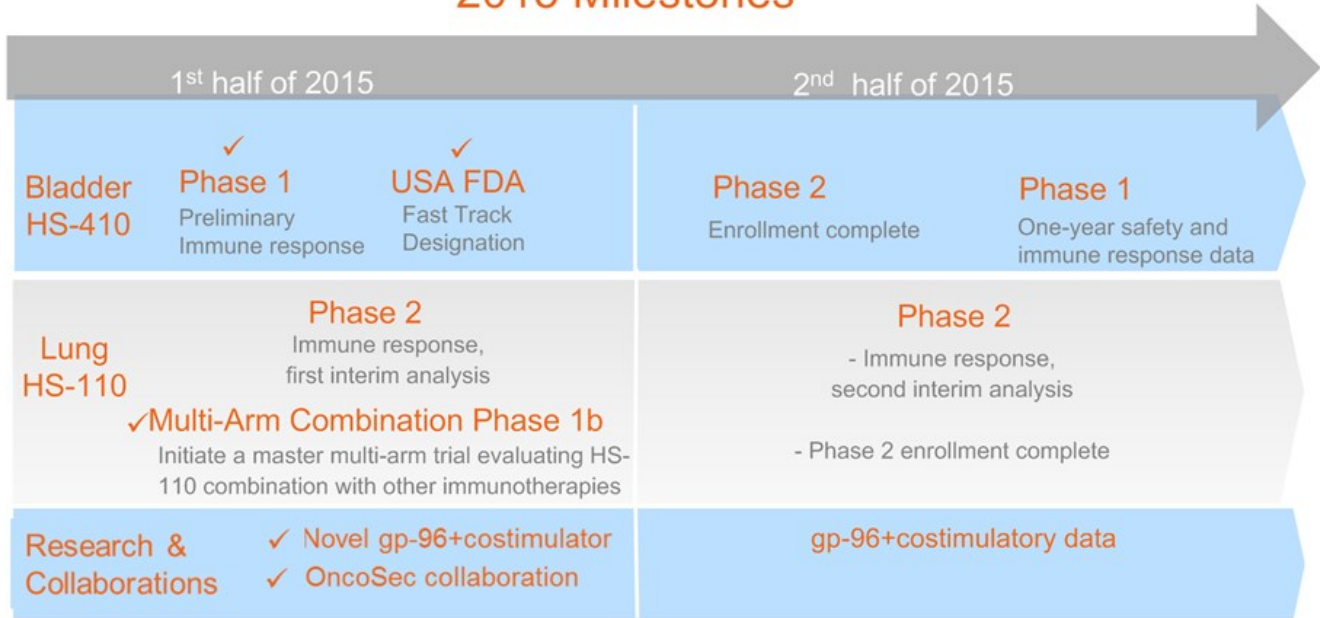 2015 Milestones
1st half of 2015
2nd half of 2015
Bladder
HS-410
✓
Phase 1
Preliminary
Immune response
✓
USA FDA
Fast Track
Designation
Phase 2
Enrollment complete
Phase 1
One-year safety and
immune response data
Lung
HS-110
Phase 2
Immune response,
first interim analysis
✓Multi-Arm Combination Phase 1b
Initiate a master multi-arm trial evaluating HS-
110 combination with other immunotherapies
Phase 2
- Immune response,
second interim analysis
- Phase 2 enrollment complete
Research &
Collaborations
✓ Novel gp-96+costimulator
✓ OncoSec collaboration
gp-96+costimulatory data